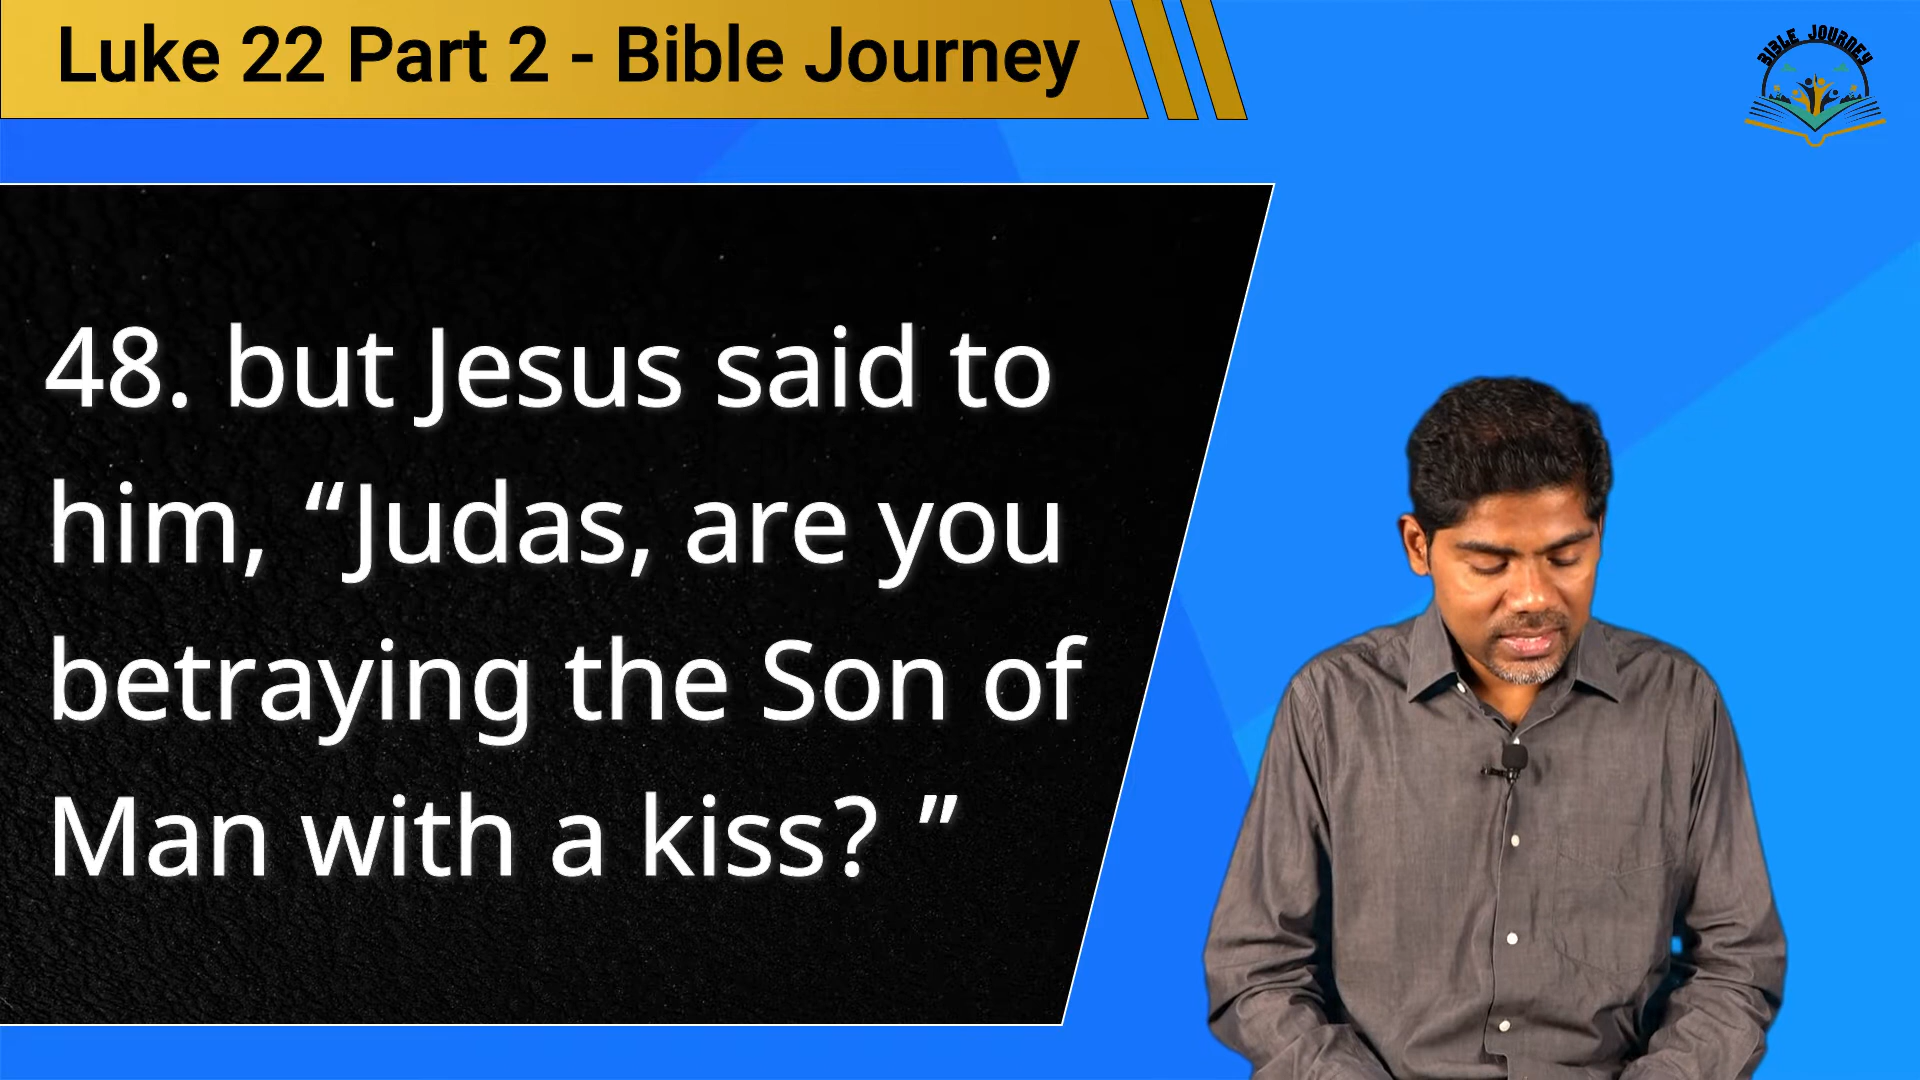 Luke 22 Part 2 - Bible Journey
BIBLE JOURNEY
48. but Jesus said to
him, “Judas, are you
betraying the Son of
Man with a kiss? ”